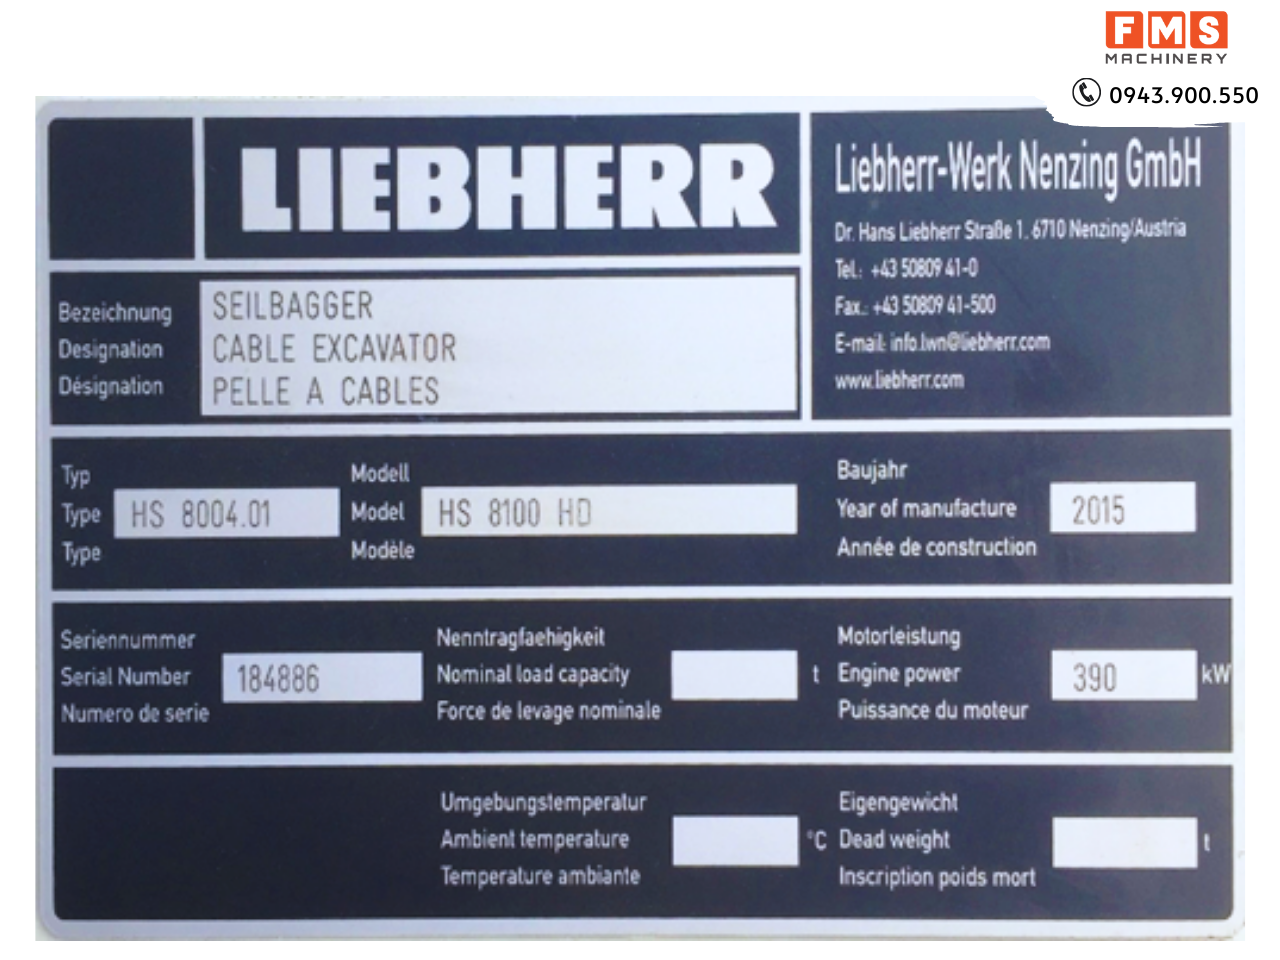 FMS
MACHINERY
0943.900.550
LIEBHERR
Liebherr-Werk Nenzing GmbH
Dr. Hans Liebherr Straße 1. 6710 Nenzing/Austria
Tel.: +43 50809 41-0
Fax.: +43 50809 41-500
E-mail: info.lwn@liebherr.com
www.liebherr.com
Bezeichnung SEILBAGGER
Designation CABLE EXCAVATOR
Désignation PELLE A CABLES
Typ Modell Baujahr
Type HS 8004.01 Model HS 8100 HD Year of manufacture 2015
Type Modèle Année de construction
Seriennummer Nenntragfaehigkeit Motorleistung
Serial Number 184886 Nominal load capacity t Engine power 390 kW
Numero de serie Force de levage nominale Puissance du moteur
Umgebungstemperatur Eigengewicht
Ambient temperature °C Dead weight t
Temperature ambiante Inscription poids mort